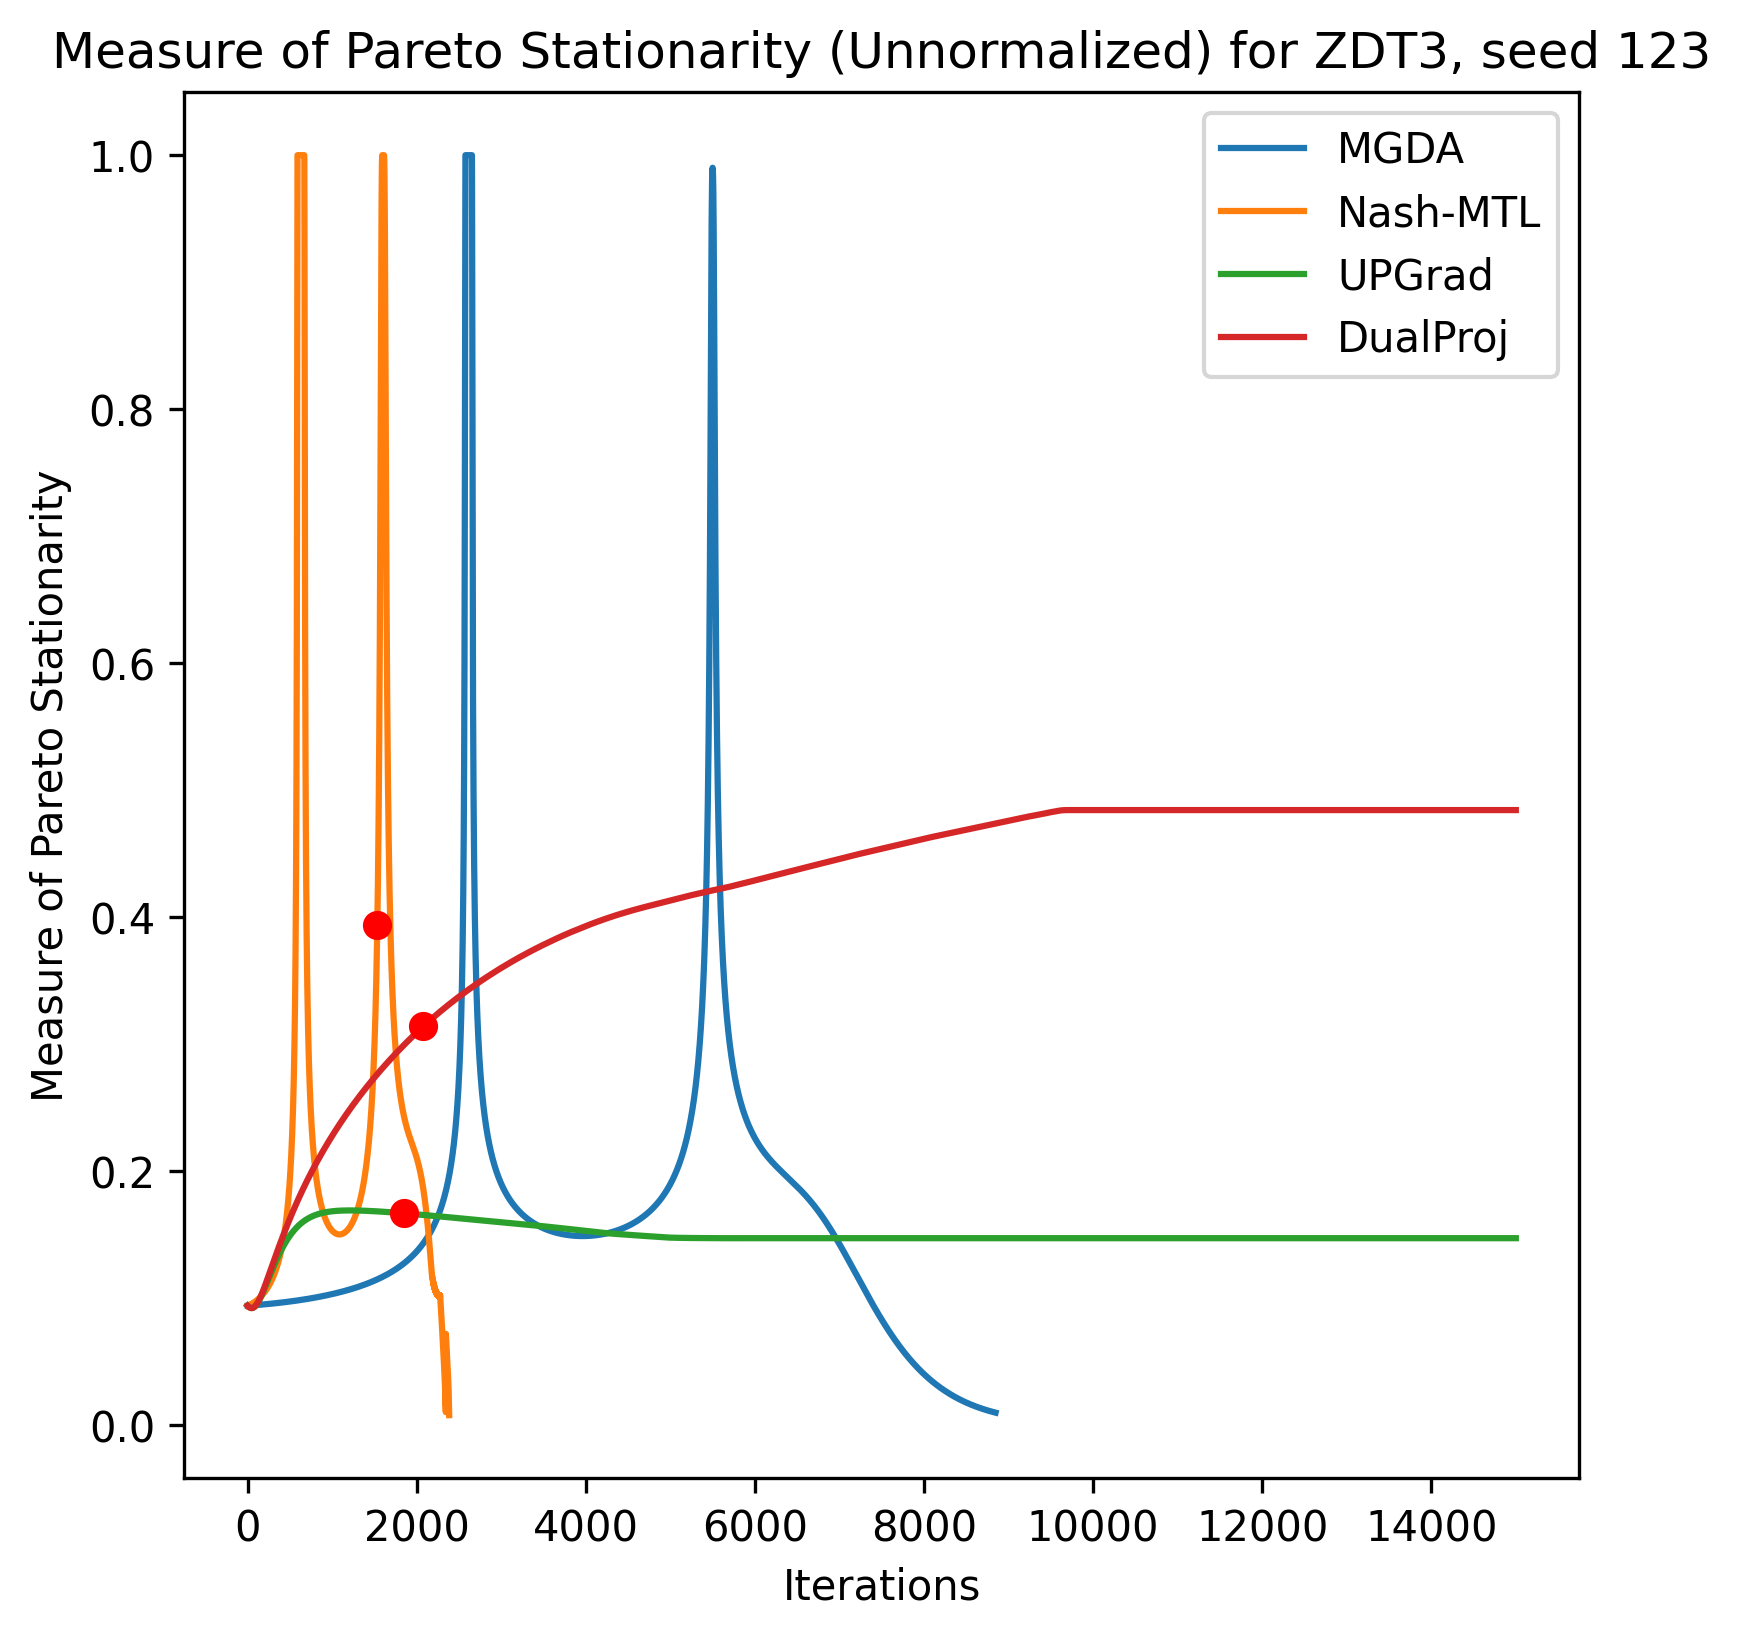 Measure of Pareto Stationarity (Unnormalized) for ZDT3, seed 123
MGDA
Nash-MTL
UPGrad
DualProj
Measure of Pareto Stationarity
1.0
0.8
0.6
0.4
0.2
0.0
0 2000 4000 6000 8000 10000 12000 14000
Iterations